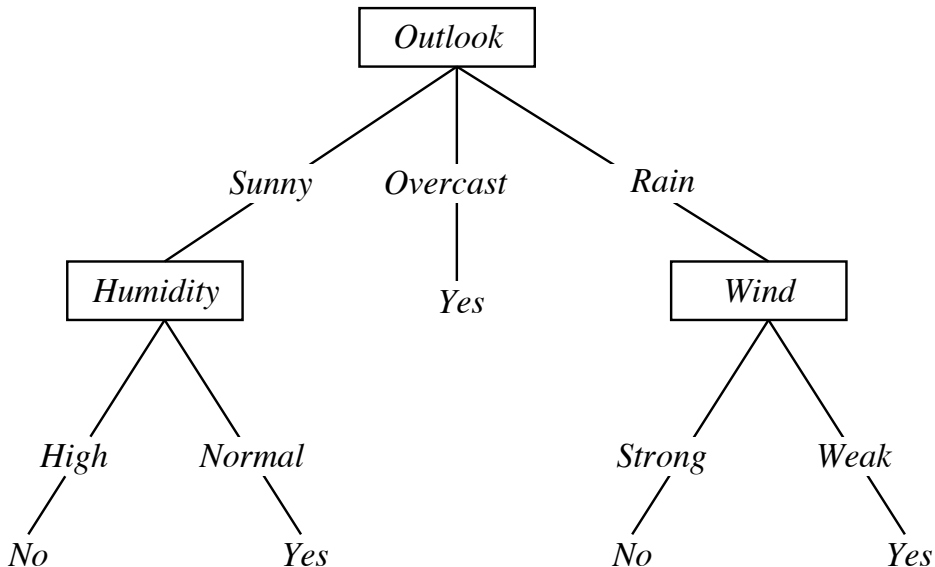 Outlook
Sunny Overcast Rain
Humidity Yes Wind
High Normal Strong Weak
No Yes No Yes